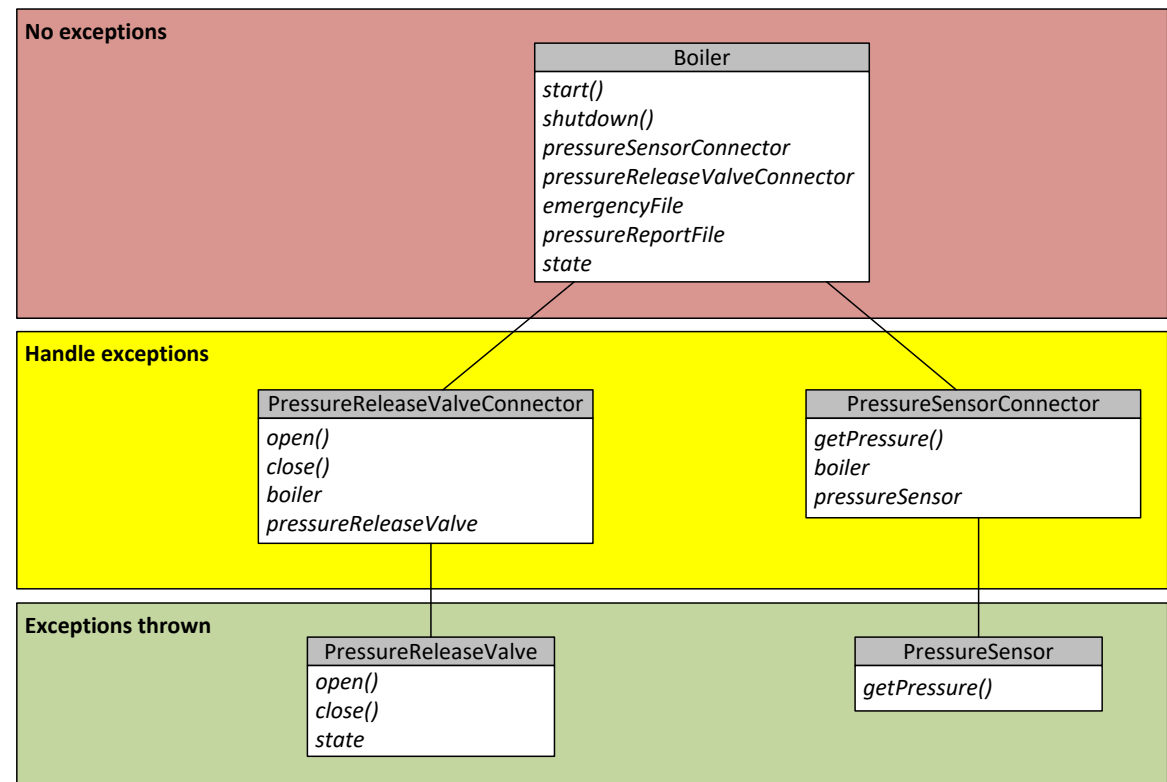 No exceptions
Boiler
start()
shutdown()
pressureSensorConnector
pressureReleaseValveConnector
emergencyFile
pressureReportFile
state
Handle exceptions
PressureReleaseValveConnector
open()
close()
boiler
pressureReleaseValve
PressureSensorConnector
getPressure()
boiler
pressureSensor
Exceptions thrown
PressureReleaseValve
open()
close()
state
PressureSensor
getPressure()